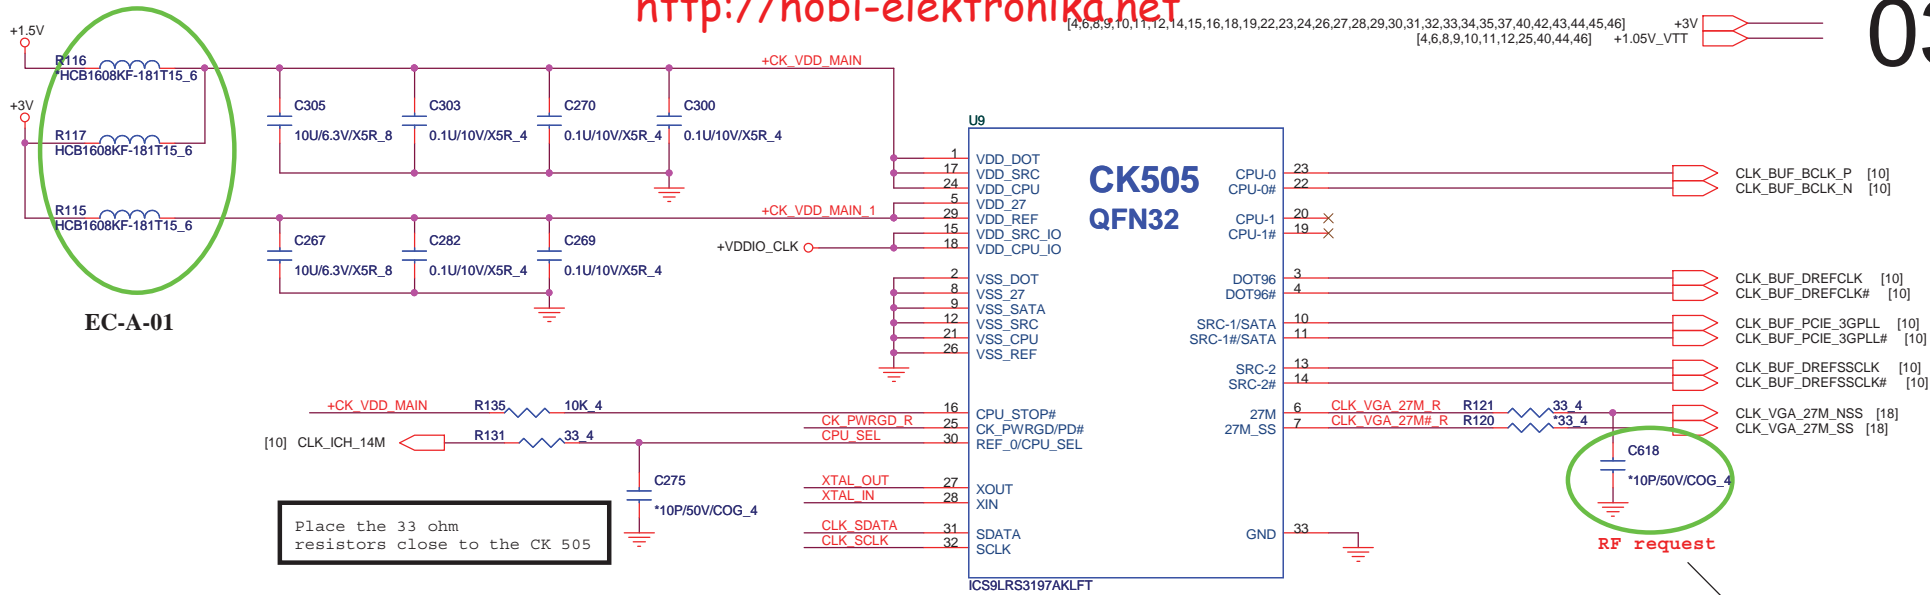 http://hobi-elektronika.net
[4,6,8,9,10,11,12,14,15,16,18,19,22,23,24,26,27,28,29,30,31,32,33,34,35,37,40,42,43,44,45,46] +3V
[4,6,8,9,10,11,12,25,40,44,46] +1.05V_VTT
+1.5V
R116
*HCB1608KF-181T15_6
+3V
R117
HCB1608KF-181T15_6
R115
HCB1608KF-181T15_6
EC-A-01
+CK_VDD_MAIN
C305
10U/6.3V/X5R_8
C303
0.1U/10V/X5R_4
C270
0.1U/10V/X5R_4
C300
0.1U/10V/X5R_4
+CK_VDD_MAIN_1
C267
10U/6.3V/X5R_8
C282
0.1U/10V/X5R_4
C269
0.1U/10V/X5R_4
+VDDIO_CLK
U9
CK505
QFN32
1 VDD_DOT
17 VDD_SRC
24 VDD_CPU
5 VDD_27
29 VDD_REF
15 VDD_SRC_IO
18 VDD_CPU_IO
2 VSS_DOT
8 VSS_27
9 VSS_SATA
12 VSS_SRC
21 VSS_CPU
26 VSS_REF
+CK_VDD_MAIN R135 10K_4 16 CPU_STOP#
CK_PWRGD_R 25 CK_PWRGD/PD#
[10] CLK_ICH_14M R131 33_4 CPU_SEL 30 REF_0/CPU_SEL
C275
*10P/50V/COG_4
XTAL_OUT 27 XOUT
XTAL_IN 28 XIN
CLK_SDATA 31 SDATA
CLK_SCLK 32 SCLK
Place the 33 ohm
resistors close to the CK 505
ICS9LRS3197AKLFT
CPU-0 23 CLK_BUF_BCLK_P [10]
CPU-0# 22 CLK_BUF_BCLK_N [10]
CPU-1 20
CPU-1# 19
DOT96 3 CLK_BUF_DREFCLK [10]
DOT96# 4 CLK_BUF_DREFCLK# [10]
SRC-1/SATA 10 CLK_BUF_PCIE_3GPLL [10]
SRC-1#/SATA 11 CLK_BUF_PCIE_3GPLL# [10]
SRC-2 13 CLK_BUF_DREFSSCLK [10]
SRC-2# 14 CLK_BUF_DREFSSCLK# [10]
27M 6 CLK_VGA_27M_R R121 33_4 CLK_VGA_27M_NSS [18]
27M_SS 7 CLK_VGA_27M#_R R120 *33_4 CLK_VGA_27M_SS [18]
C618
*10P/50V/COG_4
GND 33
RF request